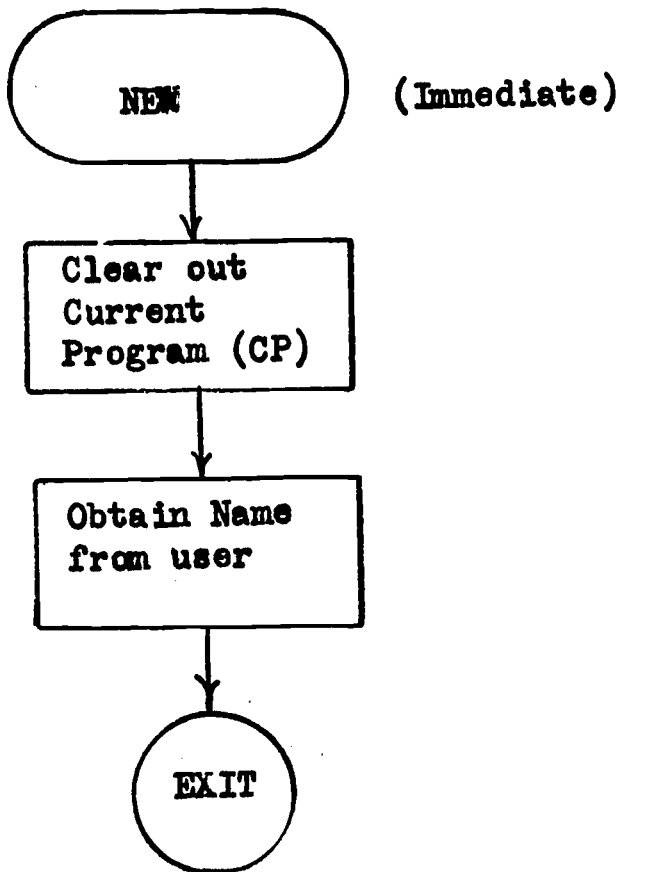 NEW
(Immediate)
Clear out
Current
Program (CP)
Obtain Name
from user
EXIT